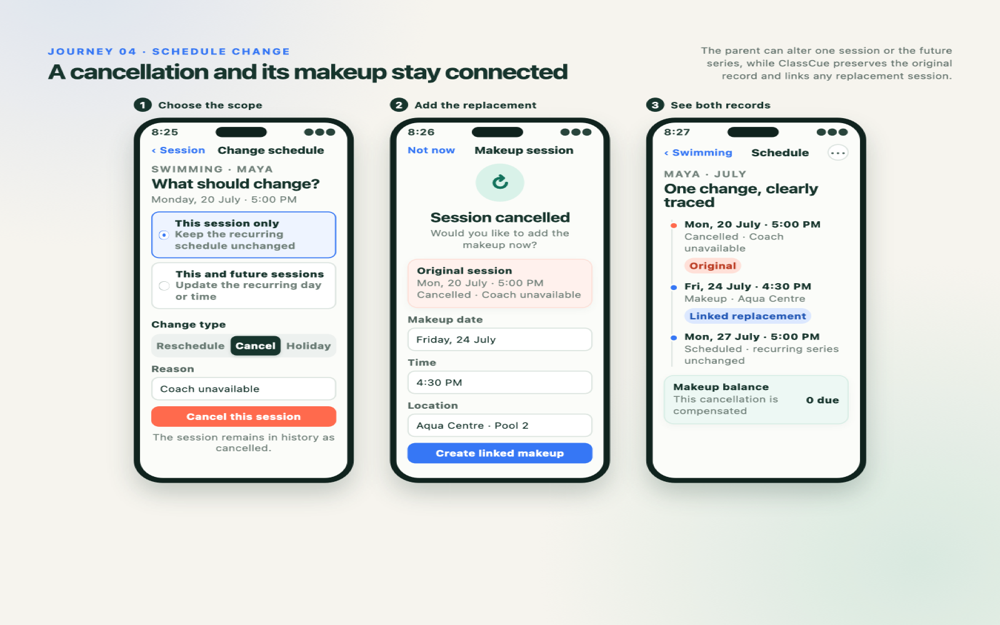 JOURNEY 04 · SCHEDULE CHANGE
A cancellation and its makeup stay connected
The parent can alter one session or the future
series, while ClassCue preserves the original
record and links any replacement session.
1 Choose the scope
8:25
‹ Session Change schedule
SWIMMING · MAYA
What should change?
Monday, 20 July · 5:00 PM
This session only
Keep the recurring
schedule unchanged
This and future sessions
Update the recurring day
or time
Change type
Reschedule Cancel Holiday
Reason
Coach unavailable
Cancel this session
The session remains in history as
cancelled.
2 Add the replacement
8:26
Not now Makeup session
Session cancelled
Would you like to add the
makeup now?
Original session
Mon, 20 July · 5:00 PM
Cancelled · Coach unavailable
Makeup date
Friday, 24 July
Time
4:30 PM
Location
Aqua Centre · Pool 2
Create linked makeup
3 See both records
8:27
‹ Swimming Schedule ···
MAYA · JULY
One change, clearly
traced
Mon, 20 July · 5:00 PM
Cancelled · Coach
unavailable
Original
Fri, 24 July · 4:30 PM
Makeup · Aqua Centre
Linked replacement
Mon, 27 July · 5:00 PM
Scheduled · recurring series
unchanged
Makeup balance
This cancellation is
compensated
0 due